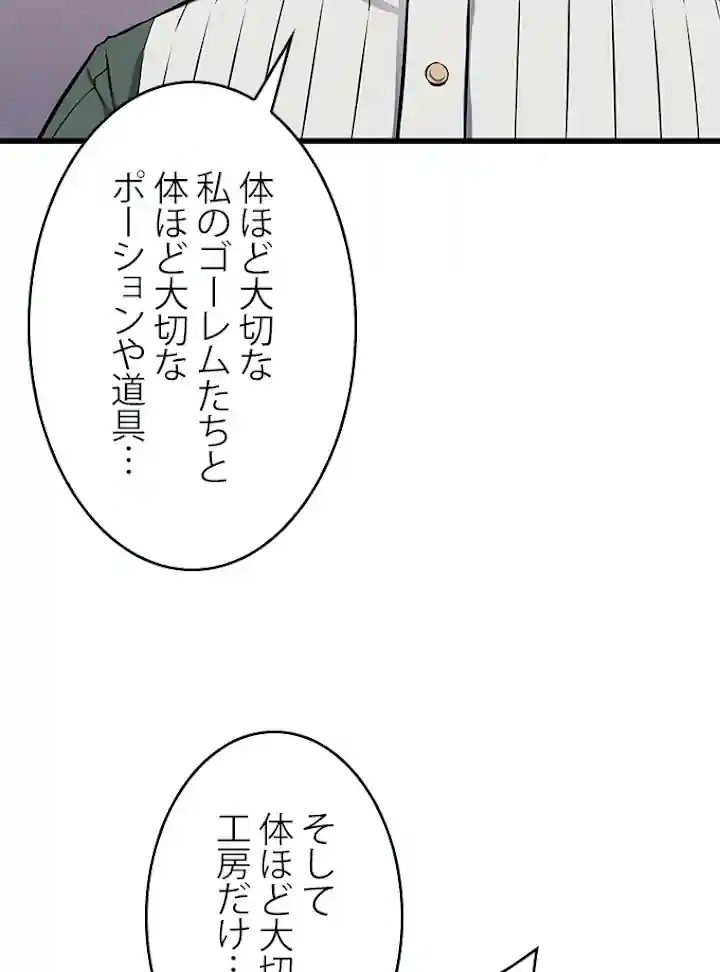 体ほど大切な
私のゴーレムたちと
体ほど大切な
ポーションや道具…
そして
体ほど大切
工房だけ…